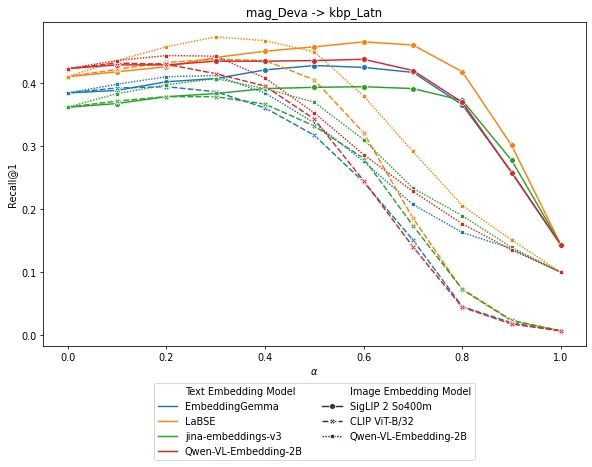 mag_Deva -> kbp_Latn
Recall@1
0.4
0.3
0.2
0.1
0.0
0.0 0.2 0.4 0.6 0.8 1.0
α
Text Embedding Model Image Embedding Model
EmbeddingGemma SigLIP 2 So400m
LaBSE CLIP ViT-B/32
jina-embeddings-v3 Qwen-VL-Embedding-2B
Qwen-VL-Embedding-2B